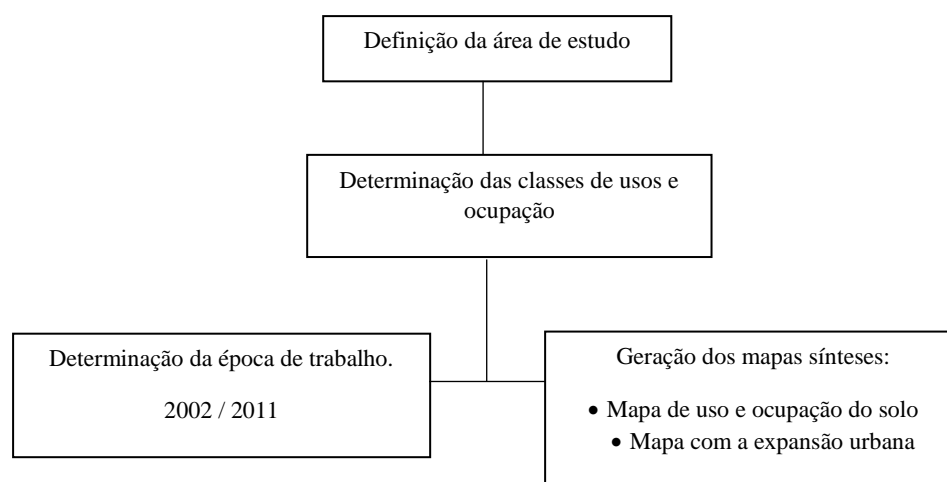 Definição da área de estudo
Determinação das classes de usos e
ocupação
Determinação da época de trabalho.
2002 / 2011
Geração dos mapas sínteses:
• Mapa de uso e ocupação do solo
• Mapa com a expansão urbana